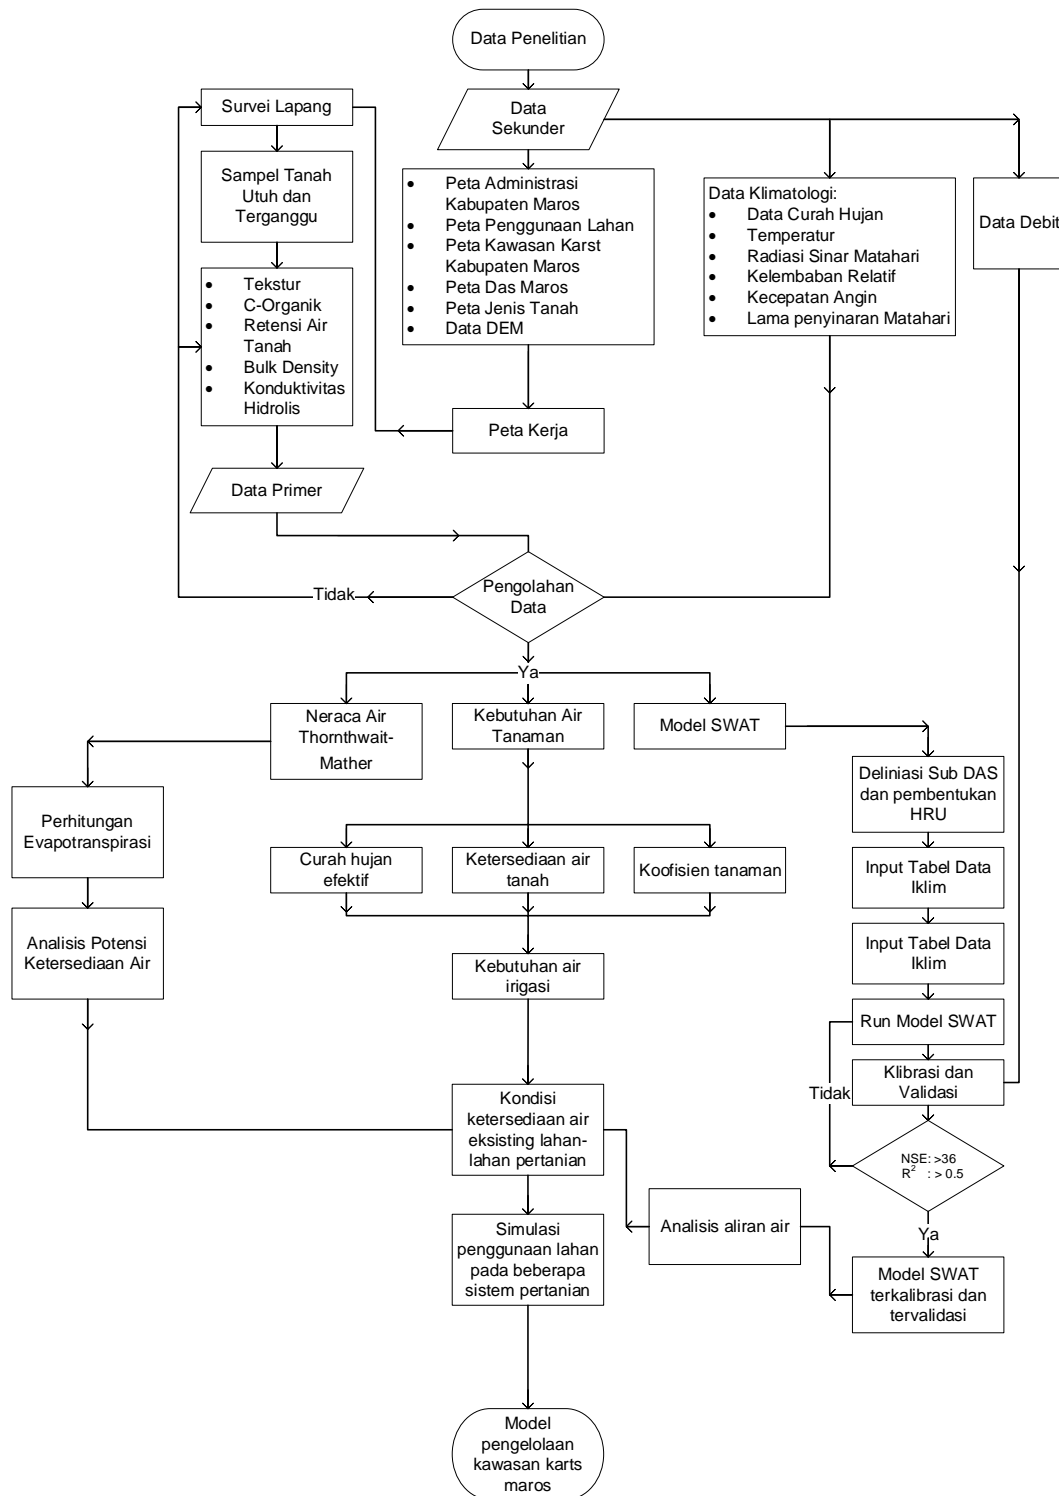 Data Penelitian
Data
Sekunder
Survei Lapang
Sampel Tanah
Utuh dan
Terganggu
• Tekstur
• C-Organik
• Retensi Air
Tanah
• Bulk Density
• Konduktivitas
Hidrolis
Data Primer
• Peta Administrasi
Kabupaten Maros
• Peta Penggunaan Lahan
• Peta Kawasan Karst
Kabupaten Maros
• Peta Das Maros
• Peta Jenis Tanah
• Data DEM
Peta Kerja
Data Klimatologi:
• Data Curah Hujan
• Temperatur
• Radiasi Sinar Matahari
• Kelembaban Relatif
• Kecepatan Angin
• Lama penyinaran Matahari
Data Debit
Pengolahan
Data
Tidak
Ya
Neraca Air
Thornthwait-
Mather
Kebutuhan Air
Tanaman
Model SWAT
Perhitungan
Evapotranspirasi
Analisis Potensi
Ketersediaan Air
Curah hujan
efektif
Ketersediaan air
tanah
Koofisien tanaman
Kebutuhan air
irigasi
Deliniasi Sub DAS
dan pembentukan
HRU
Input Tabel Data
Iklim
Input Tabel Data
Iklim
Run Model SWAT
Klibrasi dan
Validasi
Tidak
NSE: >36
R² : > 0.5
Ya
Model SWAT
terkalibrasi dan
tervalidasi
Analisis aliran air
Kondisi
ketersediaan air
eksisting lahan-
lahan pertanian
Simulasi
penggunaan lahan
pada beberapa
sistem pertanian
Model
pengelolaan
kawasan karts
maros